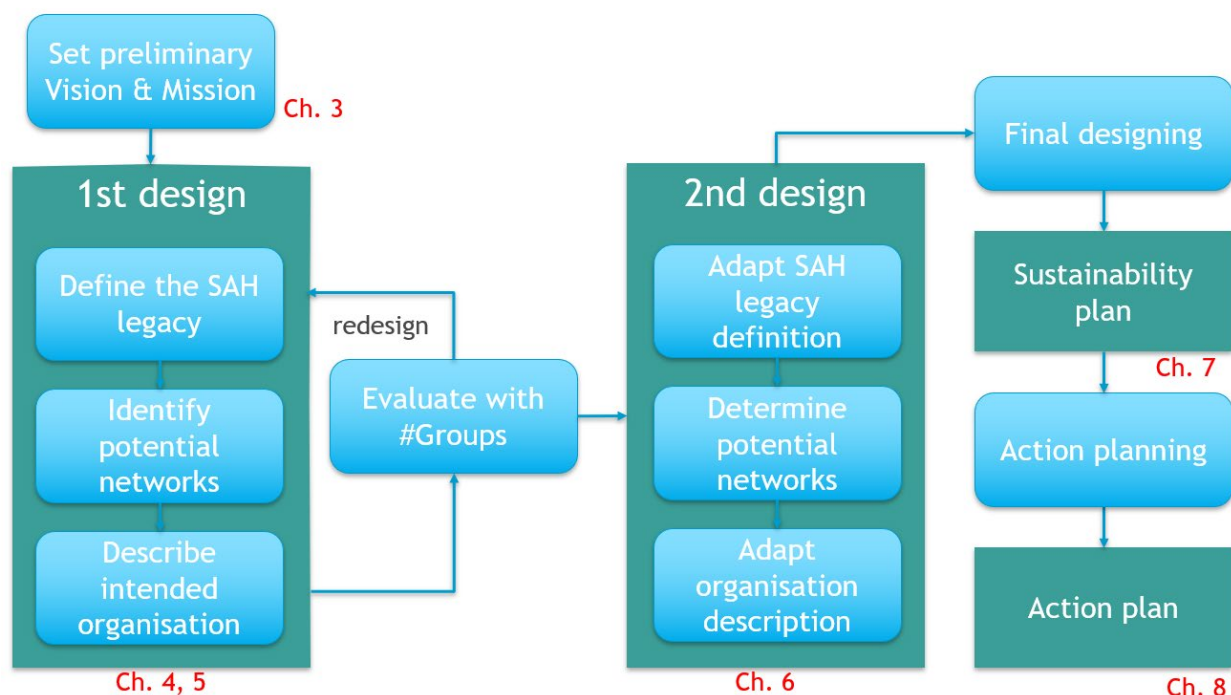 Set preliminary
Vision & Mission
Ch. 3
1st design
Define the SAH
legacy
Identify
potential
networks
Describe
intended
organisation
Ch. 4, 5
redesign
Evaluate with
#Groups
2nd design
Adapt SAH
legacy
definition
Determine
potential
networks
Adapt
organisation
description
Ch. 6
Final designing
Sustainability
plan
Ch. 7
Action planning
Action plan
Ch. 8